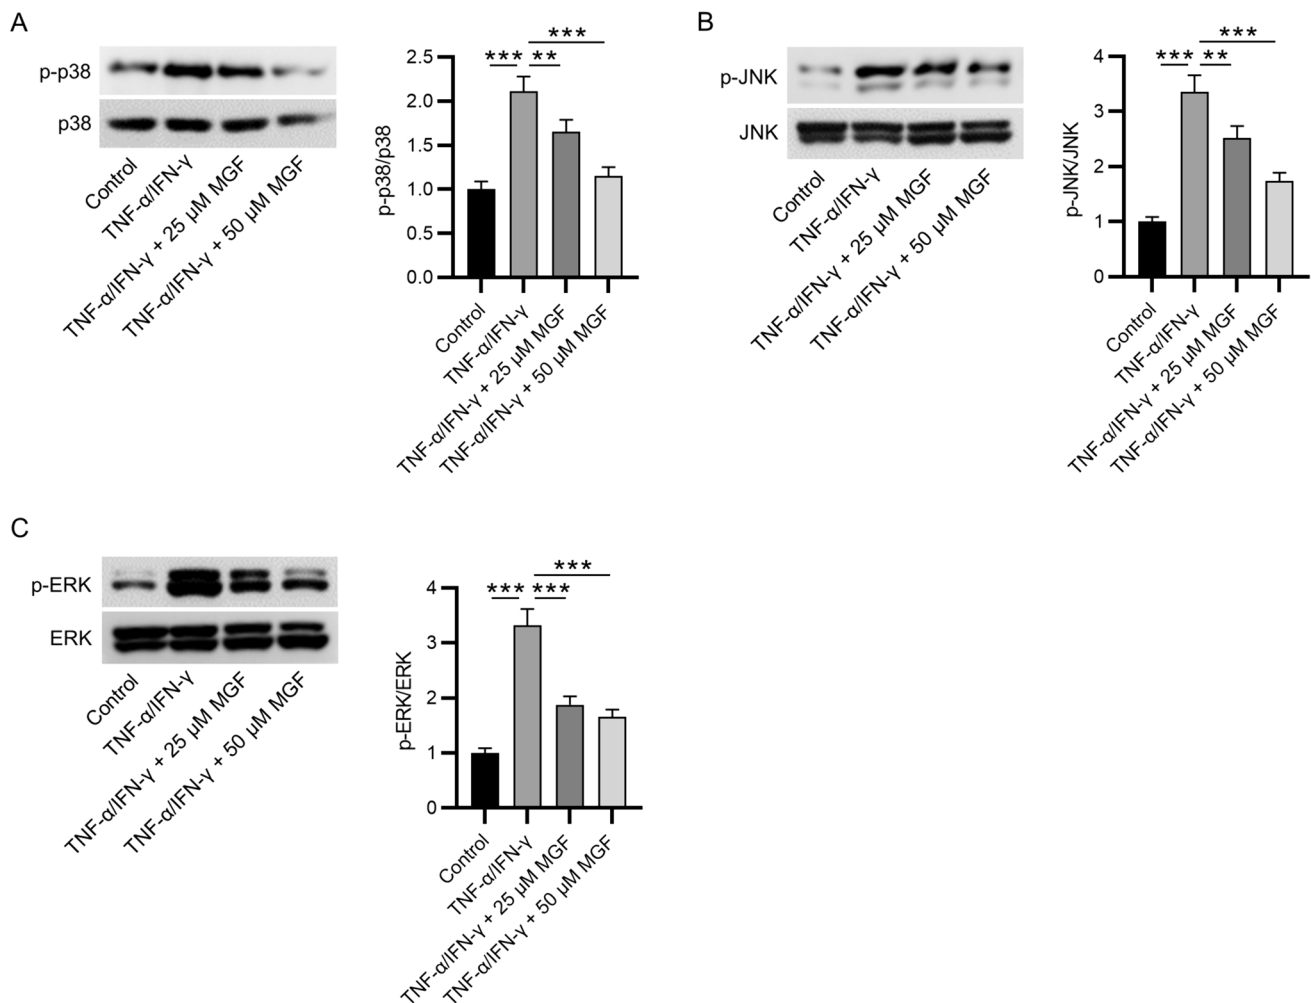 A
p-p38
p38
Control
TNF-α/IFN-γ
TNF-α/IFN-γ + 25 μM MGF
TNF-α/IFN-γ + 50 μM MGF
*** ** ***
p-p38/p38
2.5
2.0
1.5
1.0
0.5
0.0
Control
TNF-α/IFN-γ
TNF-α/IFN-γ + 25 μM MGF
TNF-α/IFN-γ + 50 μM MGF
B
p-JNK
JNK
Control
TNF-α/IFN-γ
TNF-α/IFN-γ + 25 μM MGF
TNF-α/IFN-γ + 50 μM MGF
*** ** ***
p-JNK/JNK
4
3
2
1
0
Control
TNF-α/IFN-γ
TNF-α/IFN-γ + 25 μM MGF
TNF-α/IFN-γ + 50 μM MGF
C
p-ERK
ERK
Control
TNF-α/IFN-γ
TNF-α/IFN-γ + 25 μM MGF
TNF-α/IFN-γ + 50 μM MGF
*** *** ***
p-ERK/ERK
4
3
2
1
0
Control
TNF-α/IFN-γ
TNF-α/IFN-γ + 25 μM MGF
TNF-α/IFN-γ + 50 μM MGF